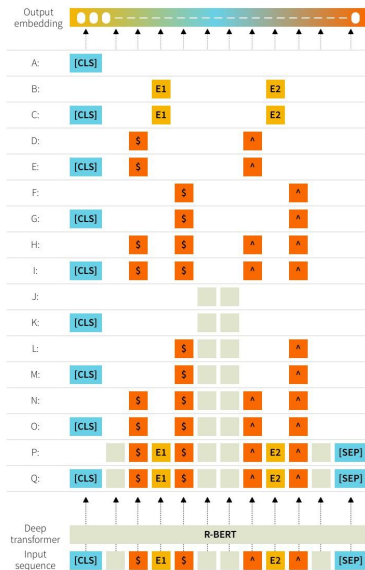 Output
embedding
A: [CLS]
B: E1 E2
C: [CLS] E1 E2
D: $ ^
E: [CLS] $ ^
F: $ ^
G: [CLS] $ ^
H: $ $ ^ ^
I: [CLS] $ $ ^ ^
J:
K: [CLS]
L: $ ^
M: [CLS] $ ^
N: $ $ ^ ^
O: [CLS] $ $ ^ ^
P: $ E1 $ ^ E2 ^ [SEP]
Q: [CLS] $ E1 $ ^ E2 ^ [SEP]
Deep
transformer
R-BERT
Input
sequence
[CLS] $ E1 $ ^ E2 ^ [SEP]